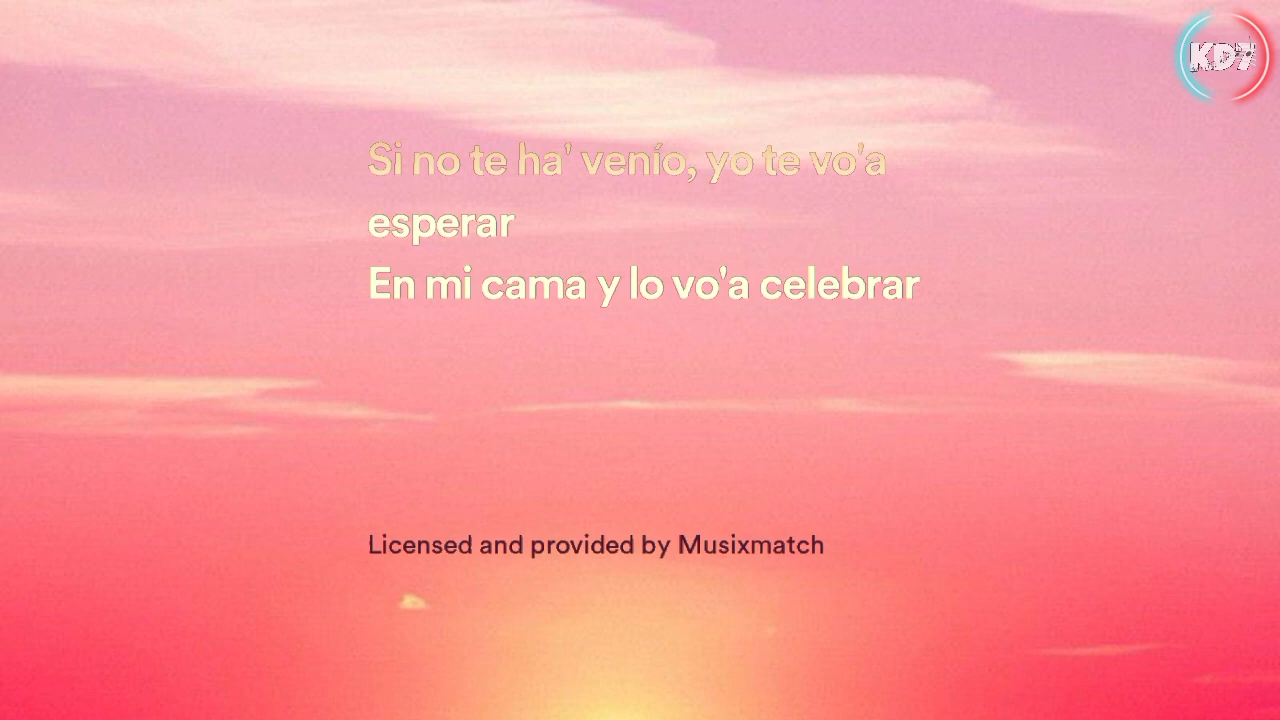 KD7
Si no te ha' venío, yo te vo'a
esperar
En mi cama y lo vo'a celebrar
Licensed and provided by Musixmatch